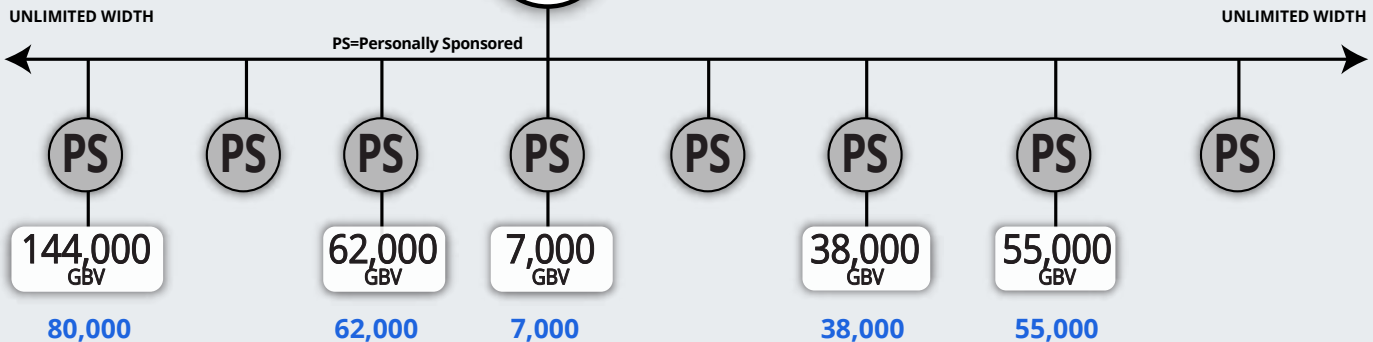 UNLIMITED WIDTH
UNLIMITED WIDTH
PS=Personally Sponsored
PS PS PS PS PS PS PS PS
144,000 62,000 7,000 38,000 55,000
GBV GBV GBV GBV GBV
80,000 62,000 7,000 38,000 55,000